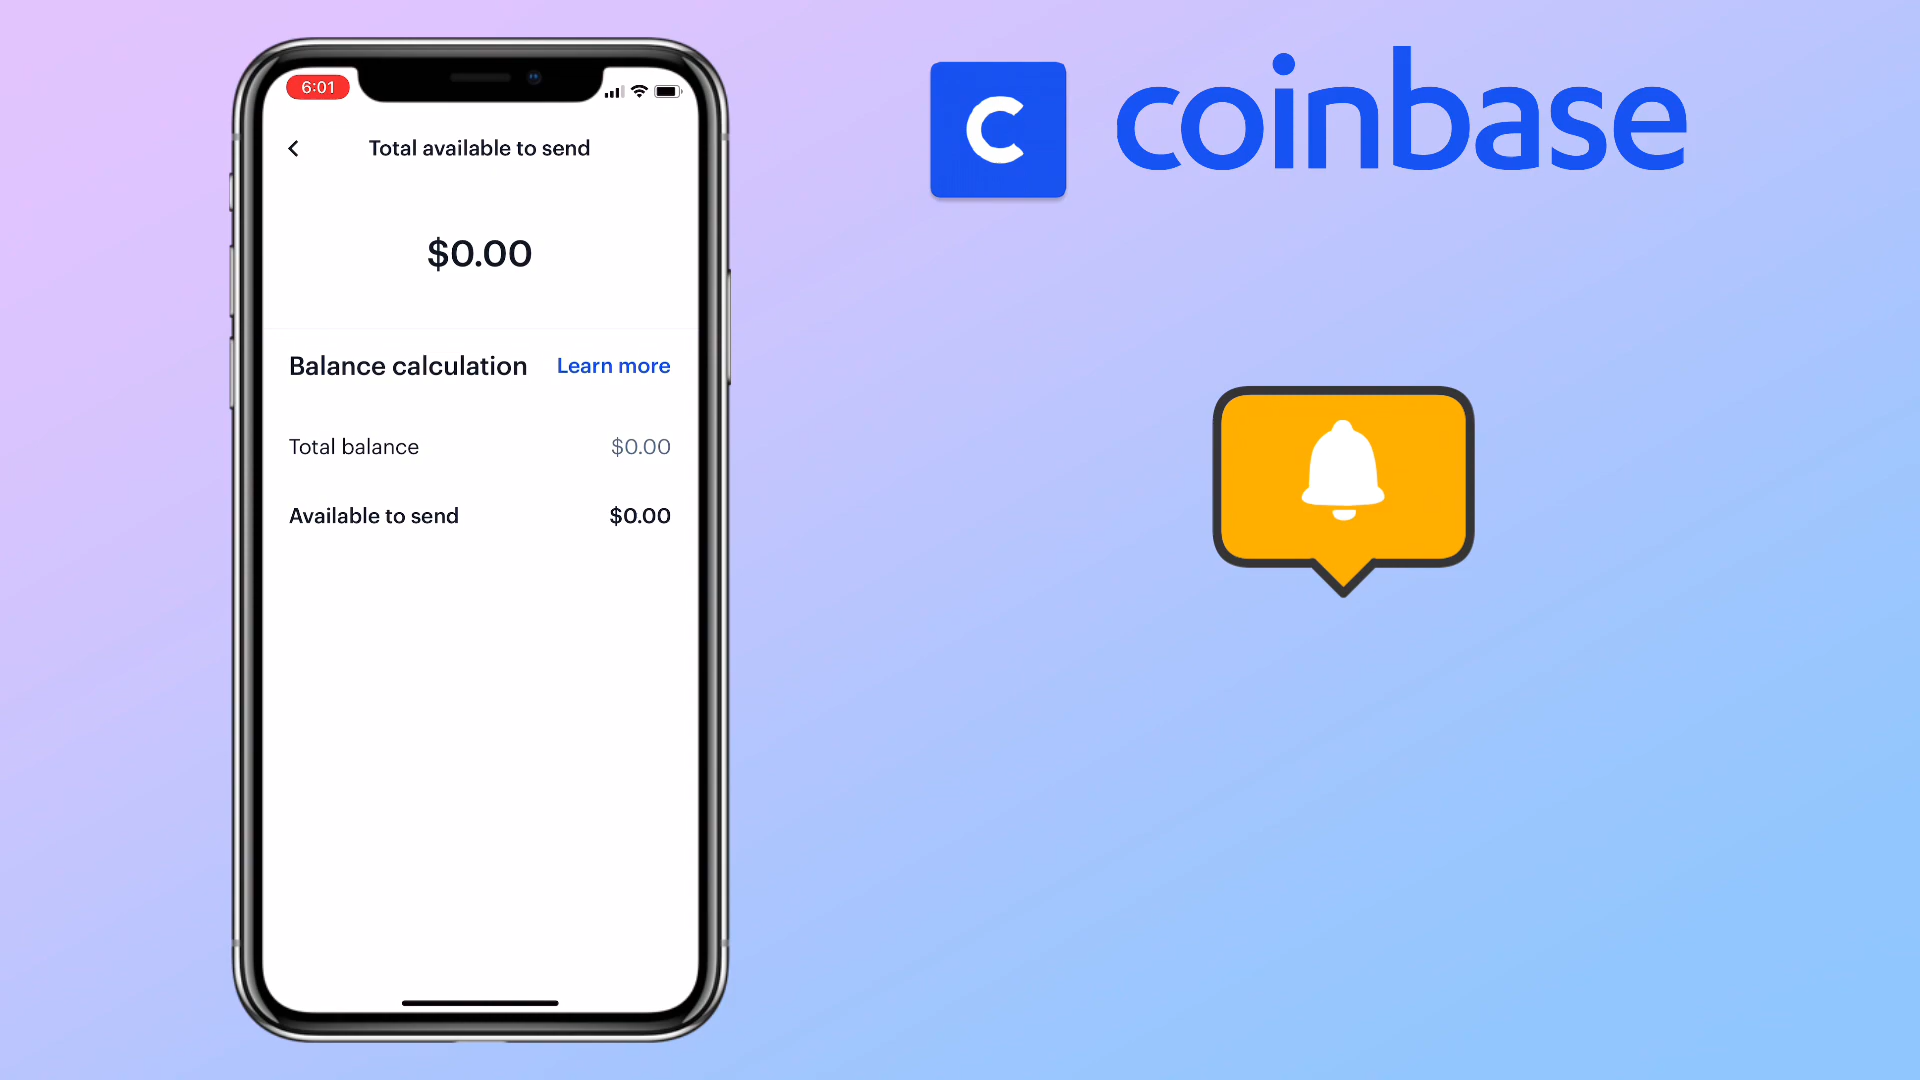 6:01
Total available to send
$0.00
Balance calculation Learn more
Total balance $0.00
Available to send $0.00
c coinbase